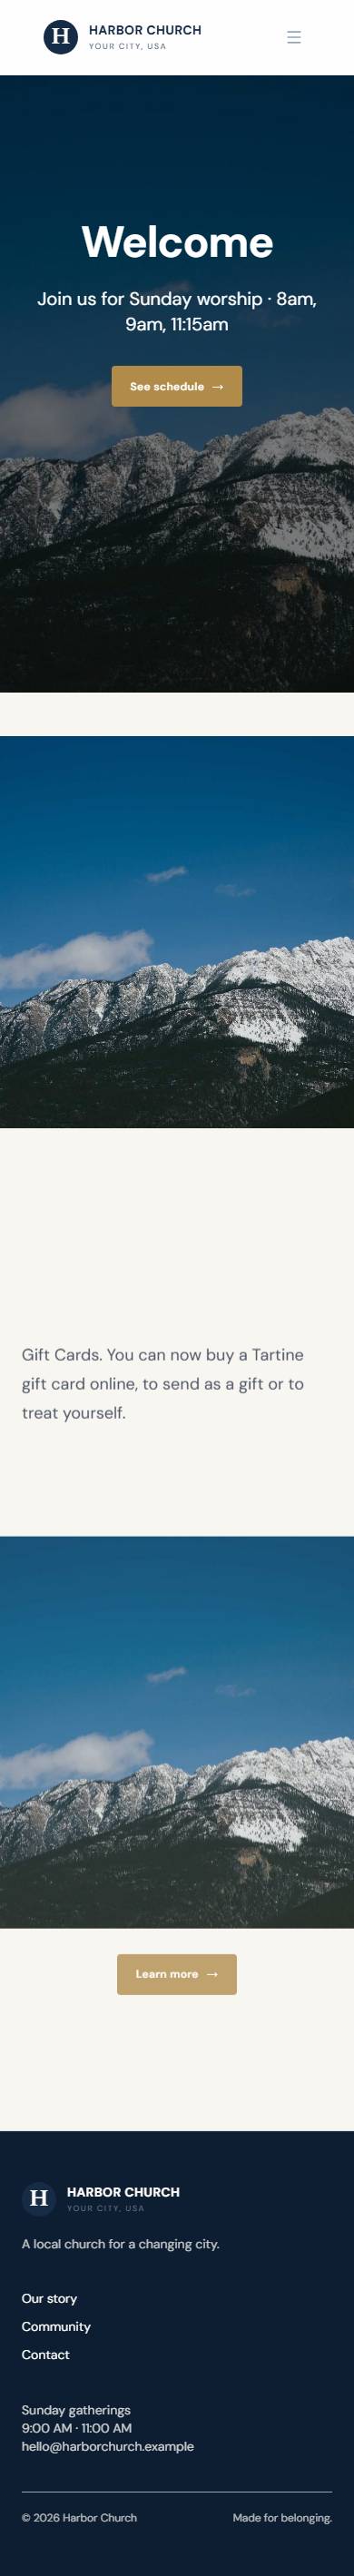 H
HARBOR CHURCH
YOUR CITY, USA
Welcome
Join us for Sunday worship · 8am,
9am, 11:15am
See schedule →
Gift Cards. You can now buy a Tartine
gift card online, to send as a gift or to
treat yourself.
Learn more →
H
HARBOR CHURCH
YOUR CITY, USA
A local church for a changing city.
Our story
Community
Contact
Sunday gatherings
9:00 AM · 11:00 AM
hello@harborchurch.example
© 2026 Harbor Church
Made for belonging.